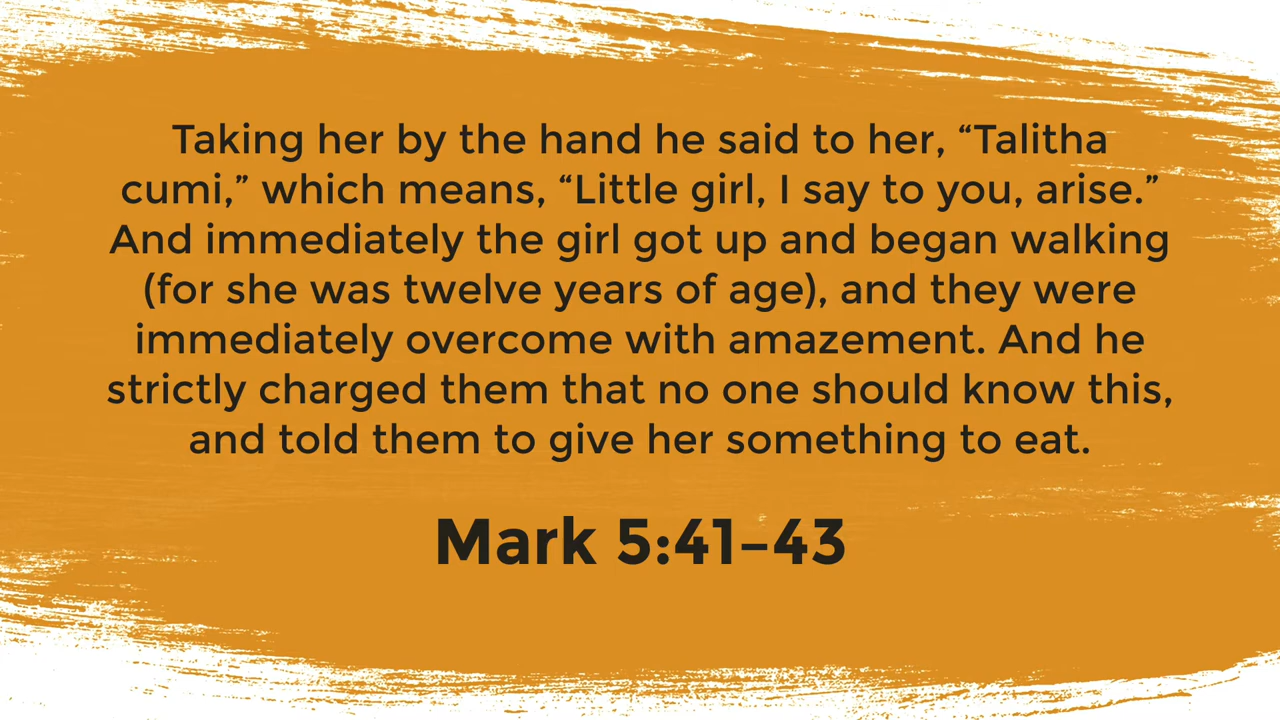 Taking her by the hand he said to her, “Talitha
cumi,” which means, “Little girl, I say to you, arise.”
And immediately the girl got up and began walking
(for she was twelve years of age), and they were
immediately overcome with amazement. And he
strictly charged them that no one should know this,
and told them to give her something to eat.
Mark 5:41–43